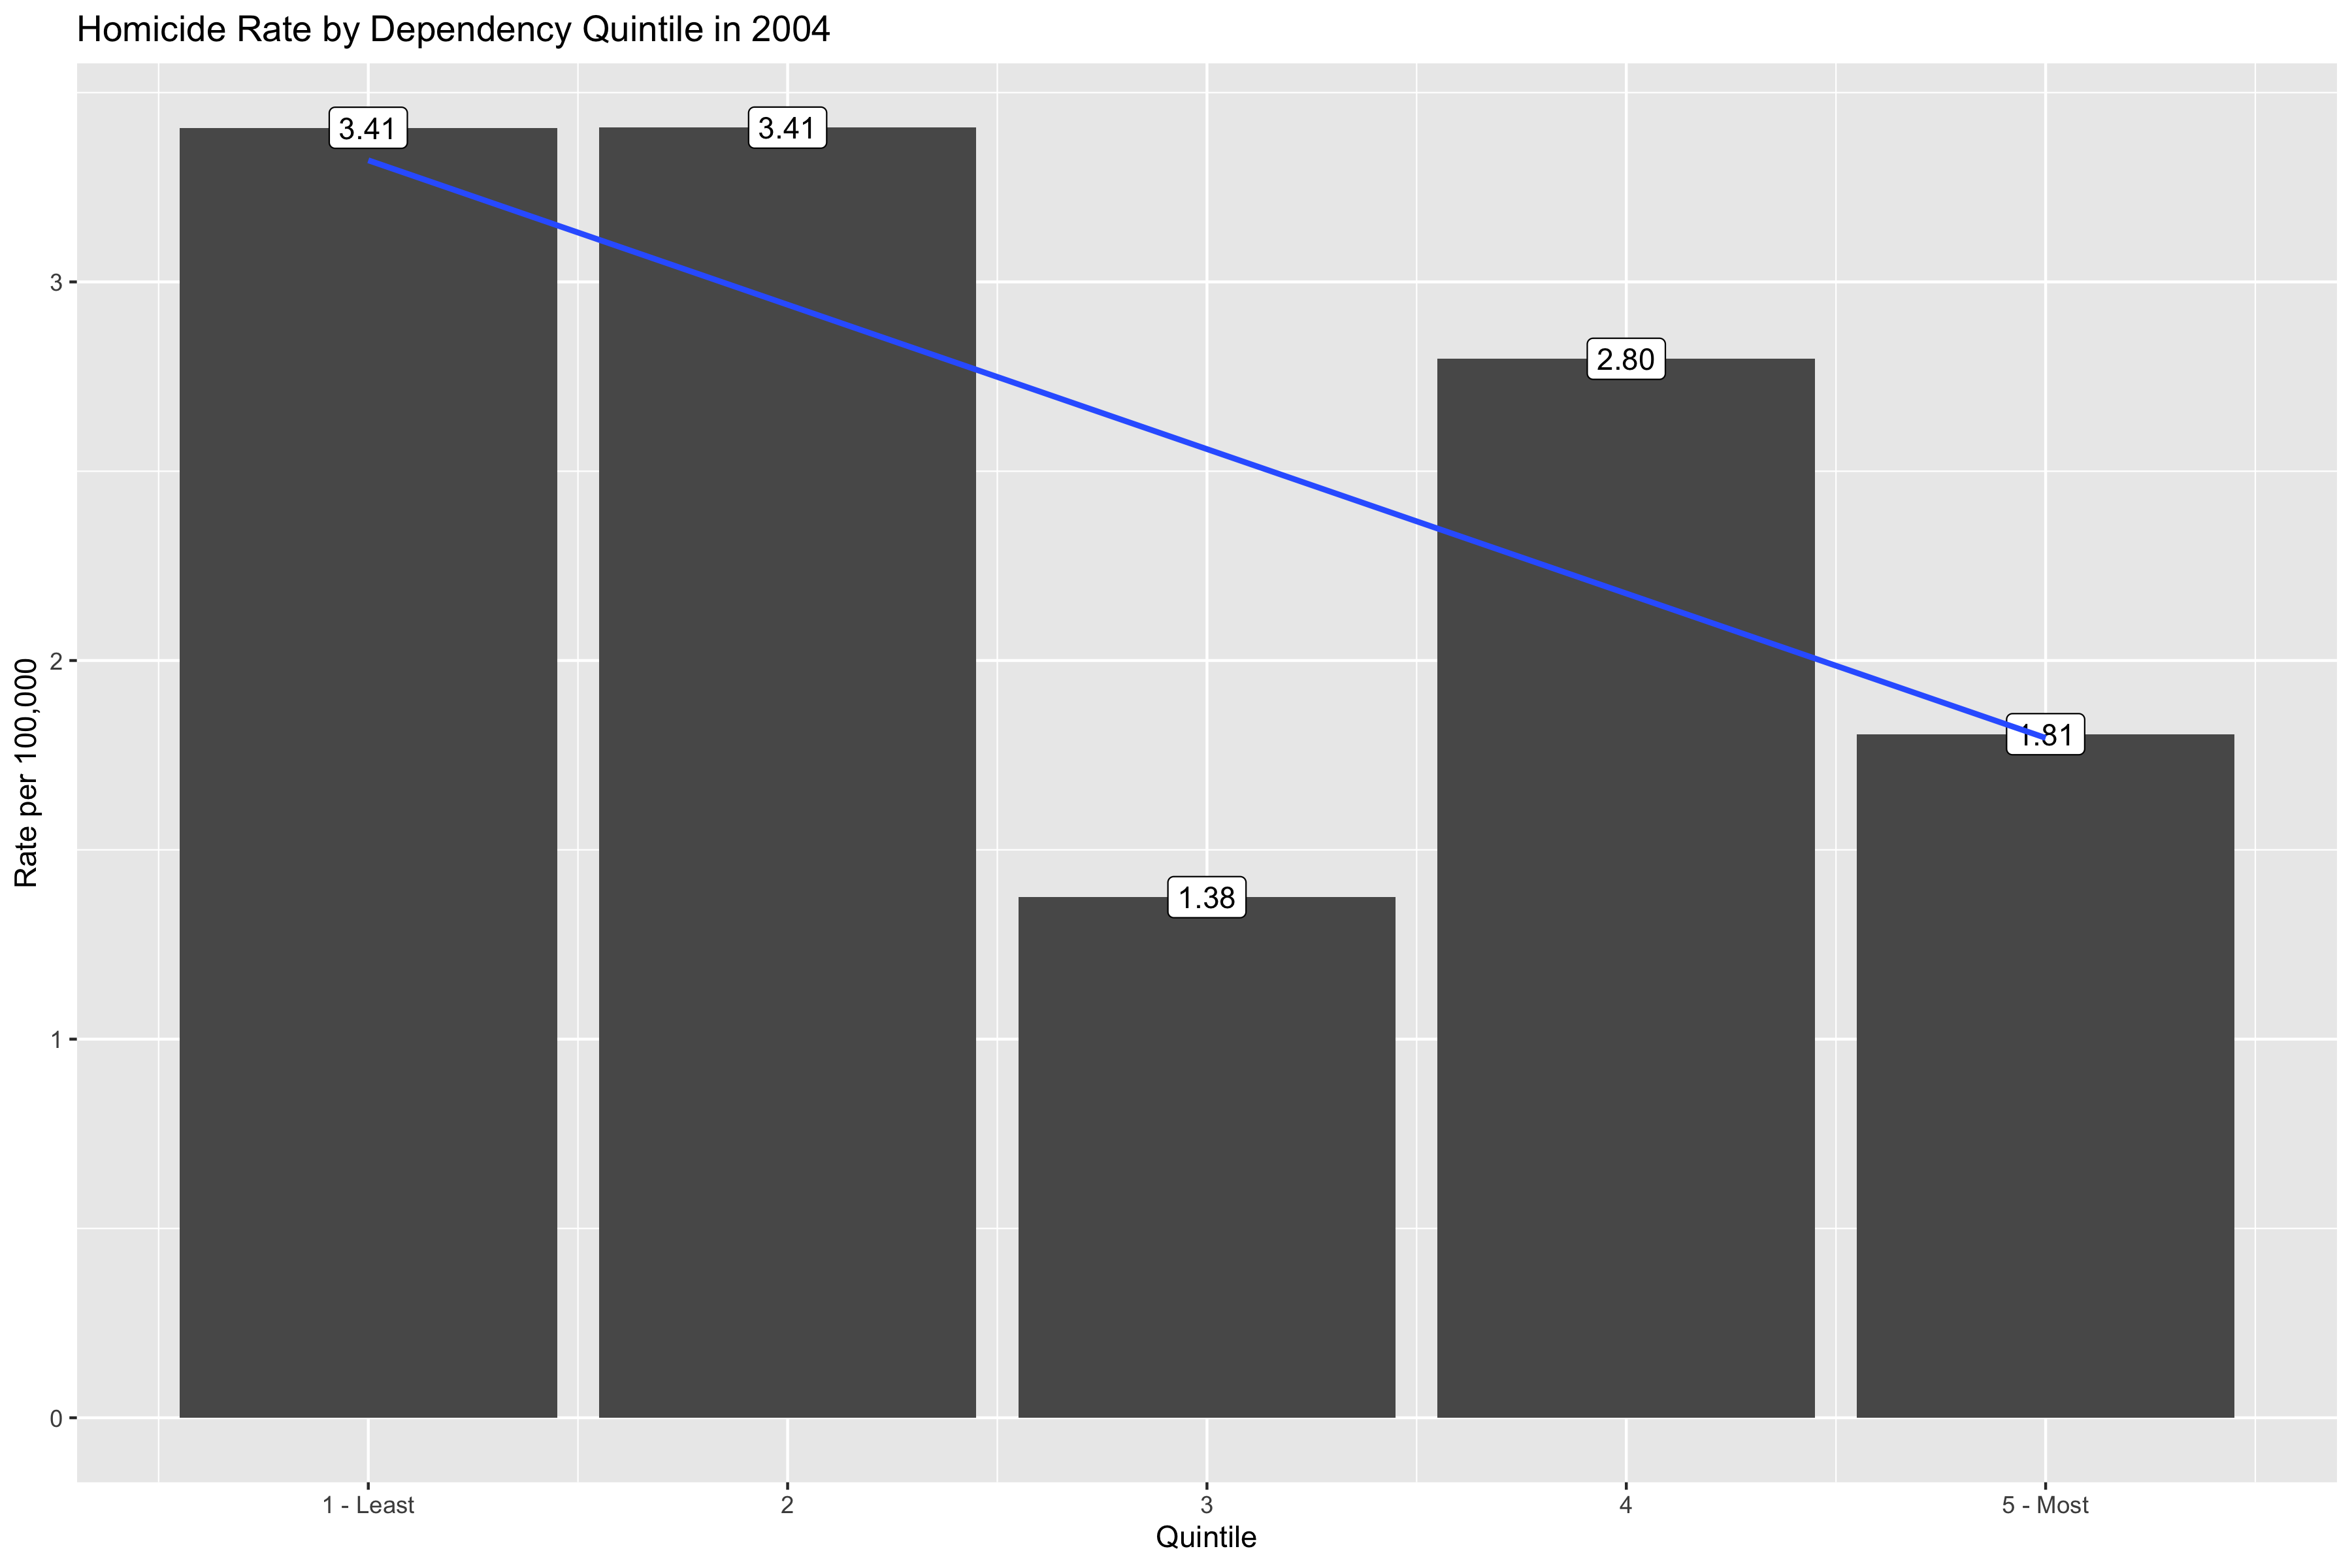 Homicide Rate by Dependency Quintile in 2004
3.41
3.41
1.38
2.80
1.81
3
2
1
0
Rate per 100,000
1 - Least
2
3
4
5 - Most
Quintile